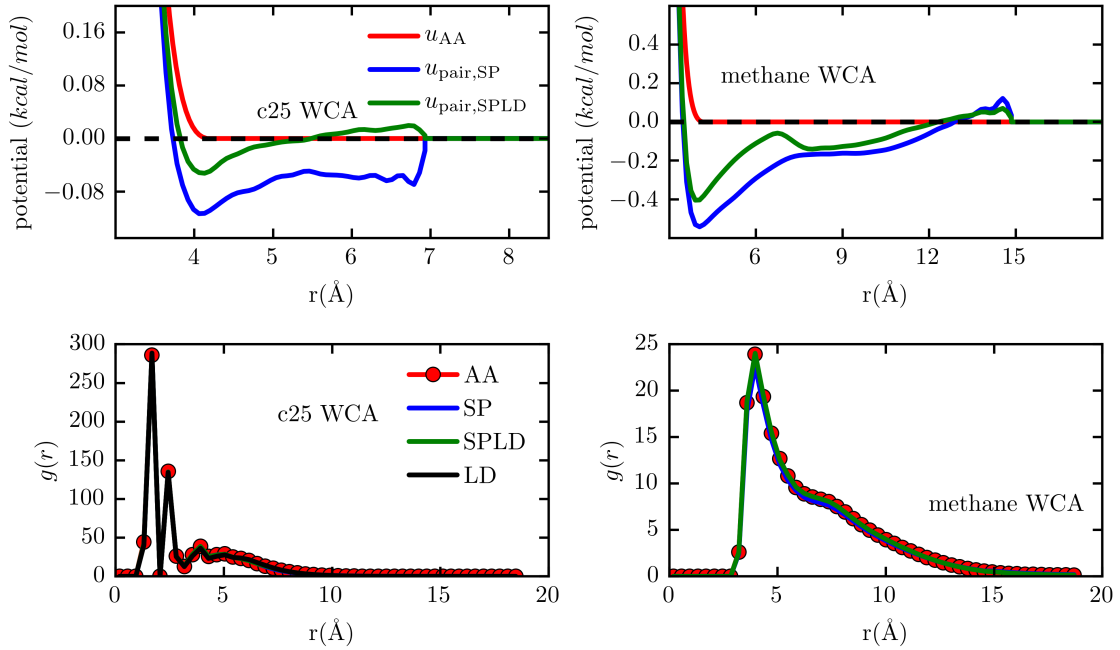 potential (kcal/mol)
0.16
0.08
0.00
−0.08
u_AA
u_pair,SP
u_pair,SPLD
c25 WCA
4 5 6 7 8
r(Å)
potential (kcal/mol)
0.4
0.2
0.0
−0.2
−0.4
methane WCA
6 9 12 15
r(Å)
g(r)
300
250
200
150
100
50
0
AA
SP
SPLD
LD
c25 WCA
0 5 10 15 20
r(Å)
g(r)
25
20
15
10
5
0
methane WCA
0 5 10 15 20
r(Å)